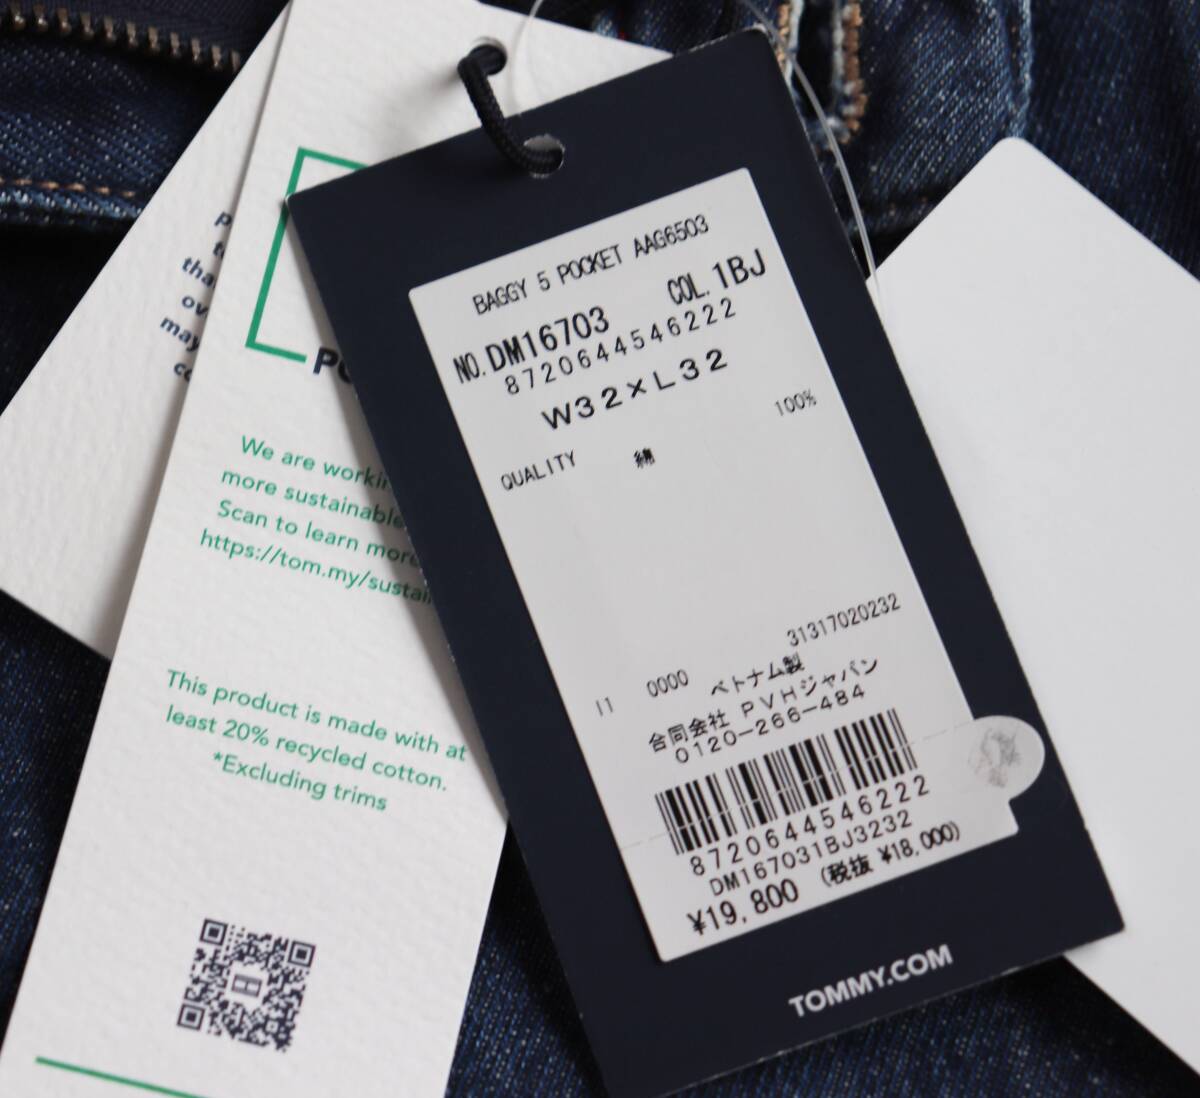 BAGGY 5 POCKET AAG6503
NO.DM16703 COL.1BJ
8720644546222
W32×L32
100%
QUALITY 綿
31317020232
11 0000 ベトナム製
合同会社 PVHジャパン
0120-266-484
8720644546222
DM167031BJ3232
¥19,800 (税抜 ¥18,000)
TOMMY.COM
We are
more sustainable
Scan to learn more
https://tom.my/sustai
This product is made with at
least 20% recycled cotton.
*Excluding trims
may